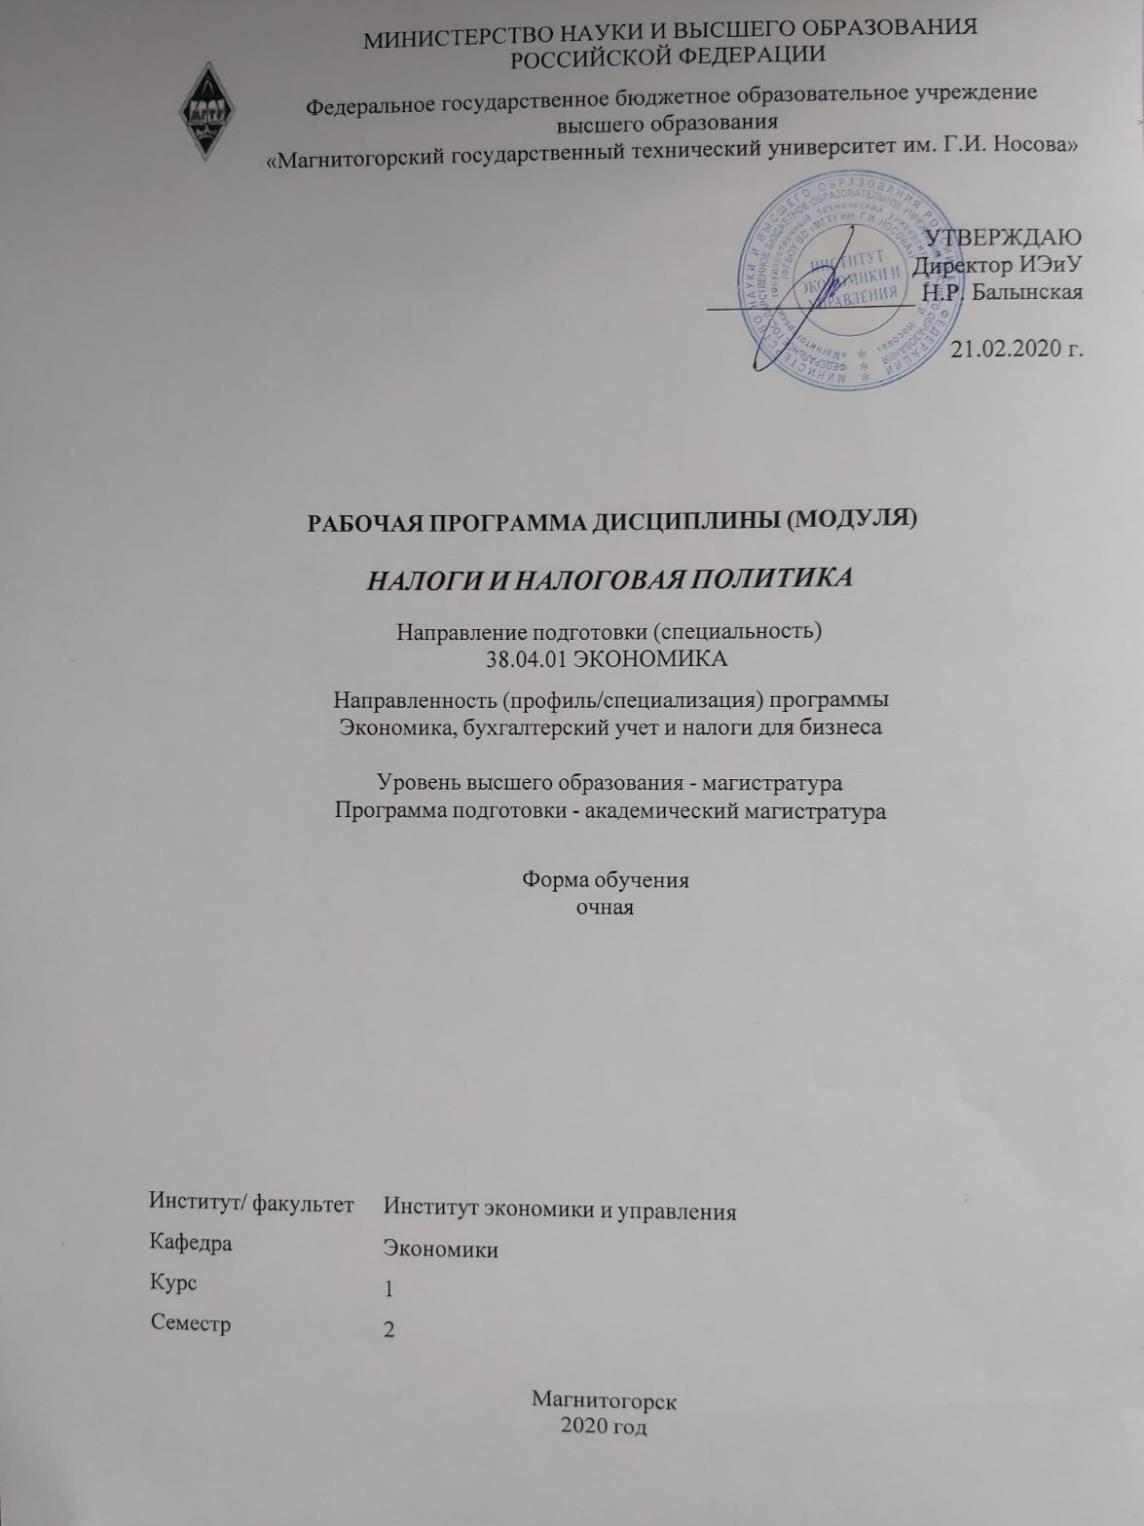 МИНИСТЕРСТВО НАУКИ И ВЫСШЕГО ОБРАЗОВАНИЯ
РОССИЙСКОЙ ФЕДЕРАЦИИ
Федеральное государственное бюджетное образовательное учреждение
высшего образования
«Магнитогорский государственный технический университет им. Г.И. Носова»
УТВЕРЖДАЮ
Директор ИЭиУ
Н.Р. Балынская
21.02.2020 г.
ИНСТИТУТ
ЭКОНОМИКИ И
УПРАВЛЕНИЯ
РАБОЧАЯ ПРОГРАММА ДИСЦИПЛИНЫ (МОДУЛЯ)
НАЛОГИ И НАЛОГОВАЯ ПОЛИТИКА
Направление подготовки (специальность)
38.04.01 ЭКОНОМИКА
Направленность (профиль/специализация) программы
Экономика, бухгалтерский учет и налоги для бизнеса
Уровень высшего образования - магистратура
Программа подготовки - академический магистратура
Форма обучения
очная
Институт/ факультет Институт экономики и управления
Кафедра Экономики
Курс 1
Семестр 2
Магнитогорск
2020 год